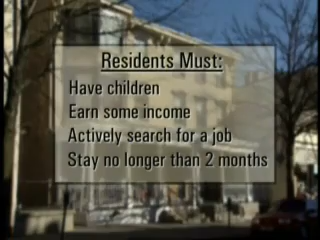 Residents Must:
Have children
Earn some income
Actively search for a job
Stay no longer than 2 months